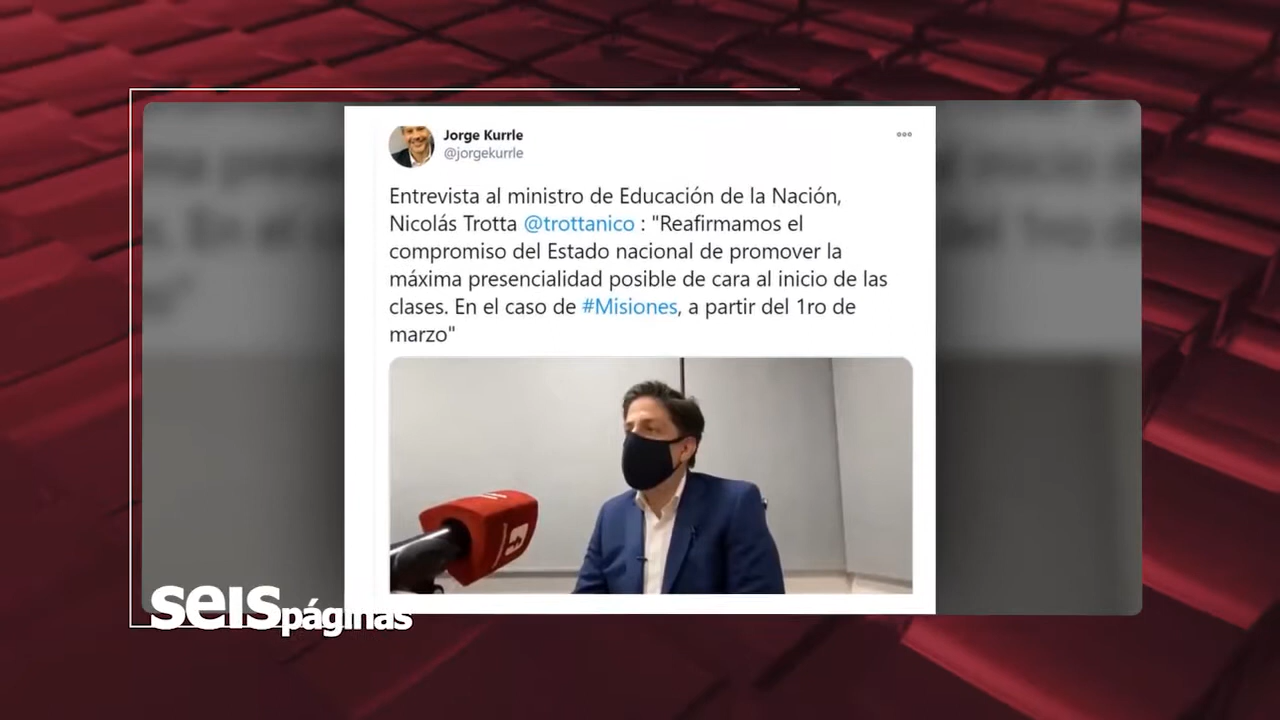 Jorge Kurrle
@jorgekurrle
Entrevista al ministro de Educación de la Nación,
Nicolás Trotta @trottanico : "Reafirmamos el
compromiso del Estado nacional de promover la
máxima presencialidad posible de cara al inicio de las
clases. En el caso de #Misiones, a partir del 1ro de
marzo"
seis páginas